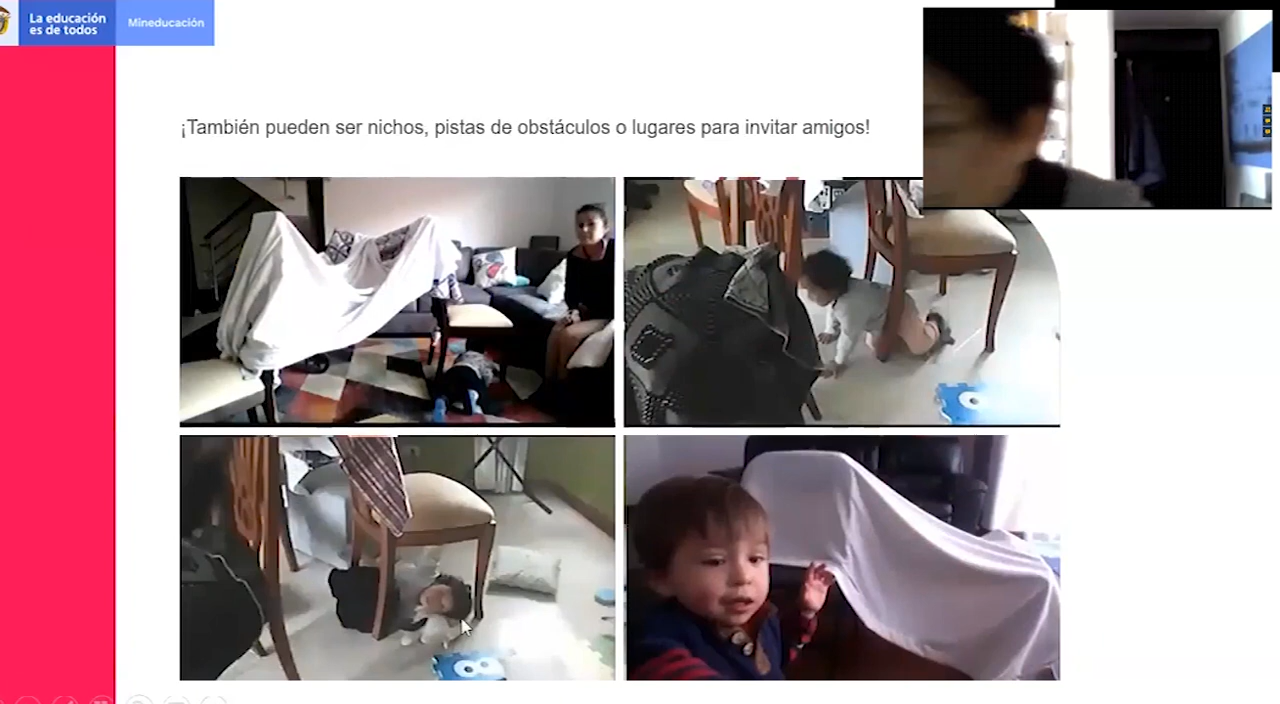 La educación
es de todos
Mineducación
¡También pueden ser nichos, pistas de obstáculos o lugares para invitar amigos!